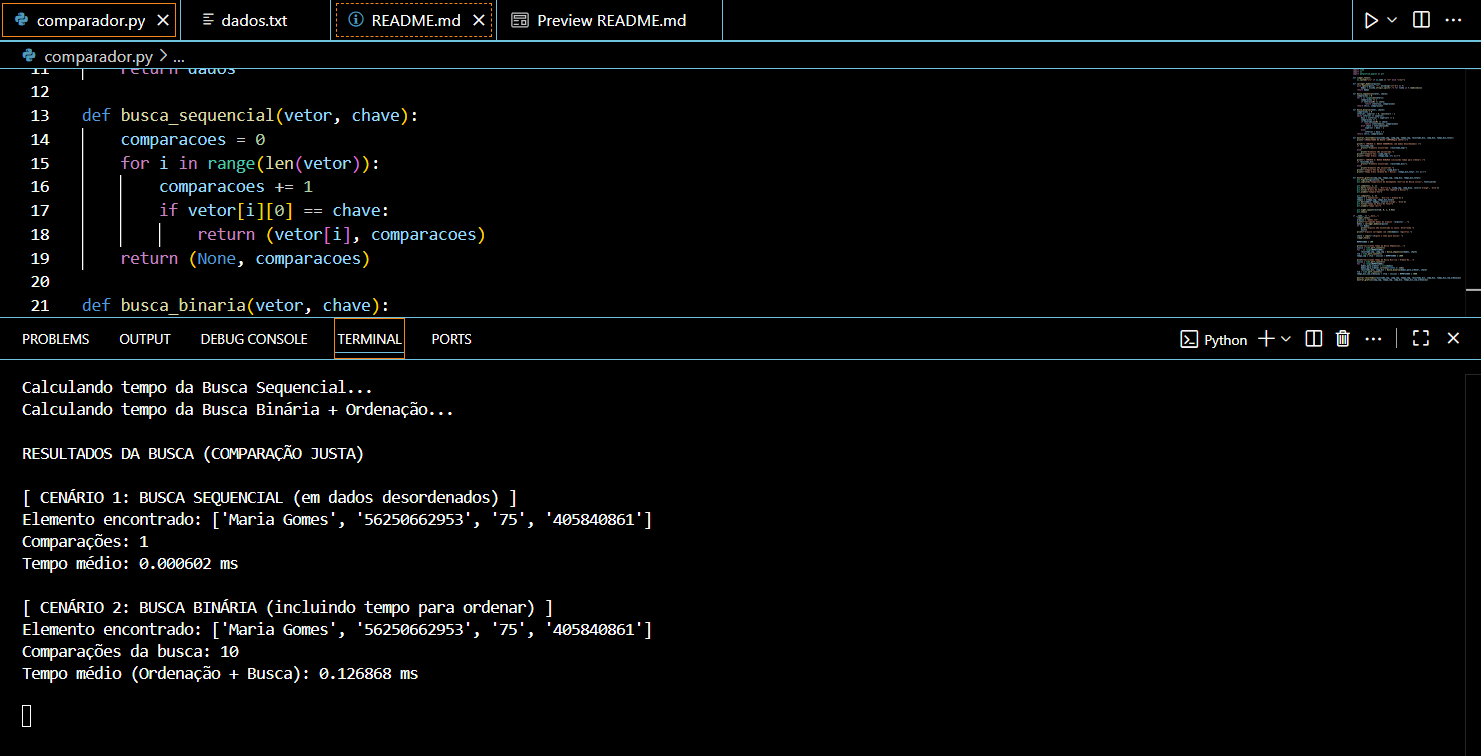 comparador.py
dados.txt
README.md
Preview README.md
comparador.py > ...
11 return dados
12
13 def busca_sequencial(vetor, chave):
14 comparacoes = 0
15 for i in range(len(vetor)):
16 comparacoes += 1
17 if vetor[i][0] == chave:
18 return (vetor[i], comparacoes)
19 return (None, comparacoes)
20
21 def busca_binaria(vetor, chave):
PROBLEMS OUTPUT DEBUG CONSOLE TERMINAL PORTS
Python
Calculando tempo da Busca Sequencial...
Calculando tempo da Busca Binária + Ordenação...
RESULTADOS DA BUSCA (COMPARAÇÃO JUSTA)
[ CENÁRIO 1: BUSCA SEQUENCIAL (em dados desordenados) ]
Elemento encontrado: ['Maria Gomes', '56250662953', '75', '405840861']
Comparações: 1
Tempo médio: 0.000602 ms
[ CENÁRIO 2: BUSCA BINÁRIA (incluindo tempo para ordenar) ]
Elemento encontrado: ['Maria Gomes', '56250662953', '75', '405840861']
Comparações da busca: 10
Tempo médio (Ordenação + Busca): 0.126868 ms